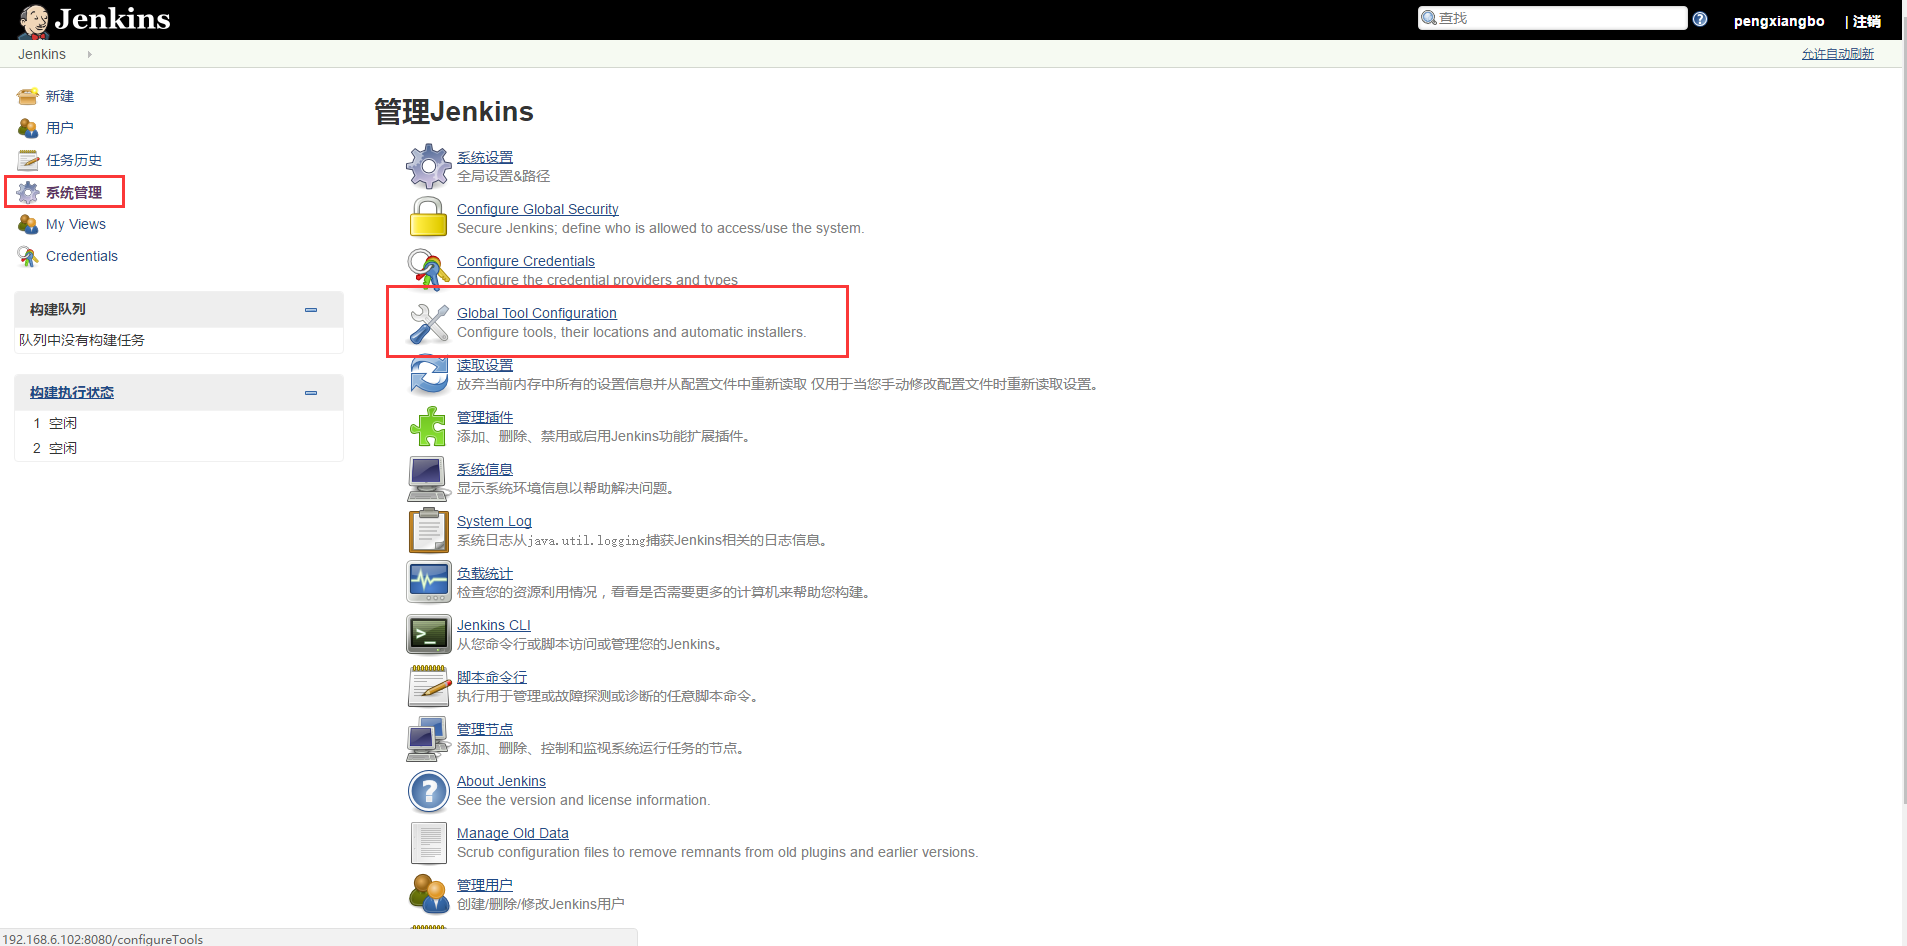 Jenkins
查找
pengxiangbo
| 注销
Jenkins
允许自动刷新
新建
用户
任务历史
系统管理
My Views
Credentials
构建队列
队列中没有构建任务
构建执行状态
1 空闲
2 空闲
管理Jenkins
系统设置
全局设置&路径
Configure Global Security
Secure Jenkins; define who is allowed to access/use the system.
Configure Credentials
Configure the credential providers and types
Global Tool Configuration
Configure tools, their locations and automatic installers.
读取设置
放弃当前内存中所有的设置信息并从配置文件中重新读取 仅用于当您手动修改配置文件时重新读取设置。
管理插件
添加、删除、禁用或启用Jenkins功能扩展插件。
系统信息
显示系统环境信息以帮助解决问题。
System Log
系统日志从java.util.logging捕获Jenkins相关的日志信息。
负载统计
检查您的资源利用情况，看看是否需要更多的计算机来帮助您构建。
Jenkins CLI
从您命令行或脚本访问或管理您的Jenkins。
脚本命令行
执行用于管理或故障探测或诊断的任意脚本命令。
管理节点
添加、删除、控制和监视系统运行任务的节点。
About Jenkins
See the version and license information.
Manage Old Data
Scrub configuration files to remove remnants from old plugins and earlier versions.
管理用户
创建/删除/修改Jenkins用户
192.168.6.102:8080/configureTools